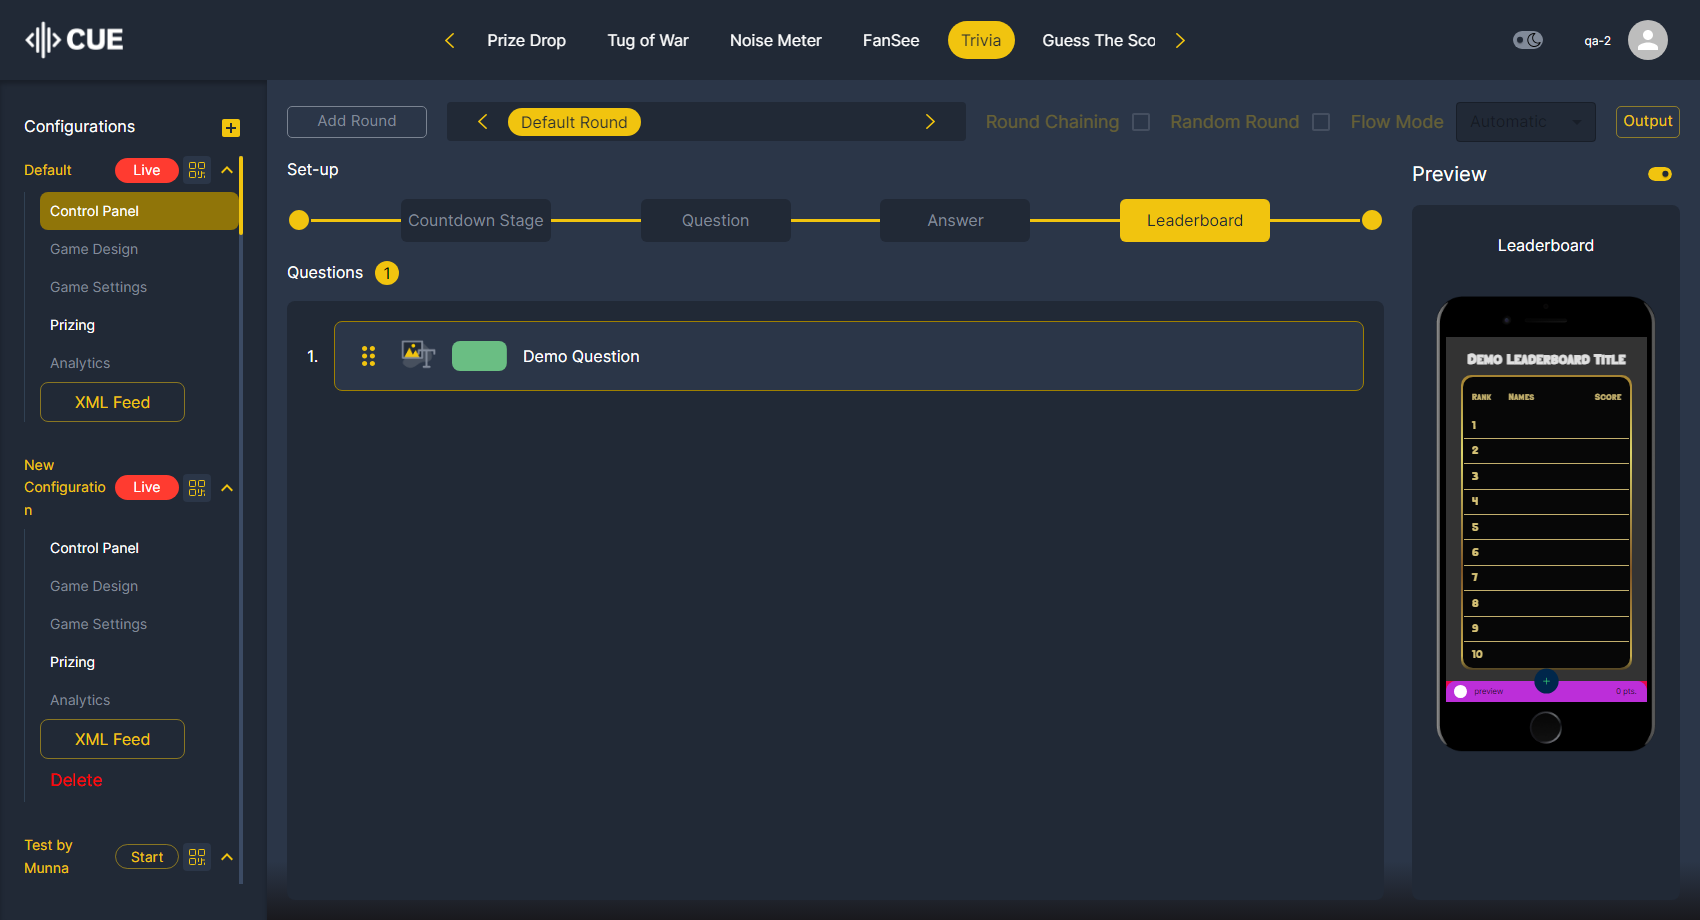 CUE
Prize Drop
Tug of War
Noise Meter
FanSee
Trivia
Guess The Sco
qa-2
Configurations
Default
Live
Control Panel
Game Design
Game Settings
Prizing
Analytics
XML Feed
New
Configuratio
n
Live
Control Panel
Game Design
Game Settings
Prizing
Analytics
XML Feed
Delete
Test by
Munna
Start
Add Round
Default Round
Round Chaining
Random Round
Flow Mode
Automatic
Output
Set-up
Countdown Stage
Question
Answer
Leaderboard
Questions 1
1. Demo Question
Preview
Leaderboard
Demo Leaderboard Title
Rank Names Score
1
2
3
4
5
6
7
8
9
10
preview
0 pts.